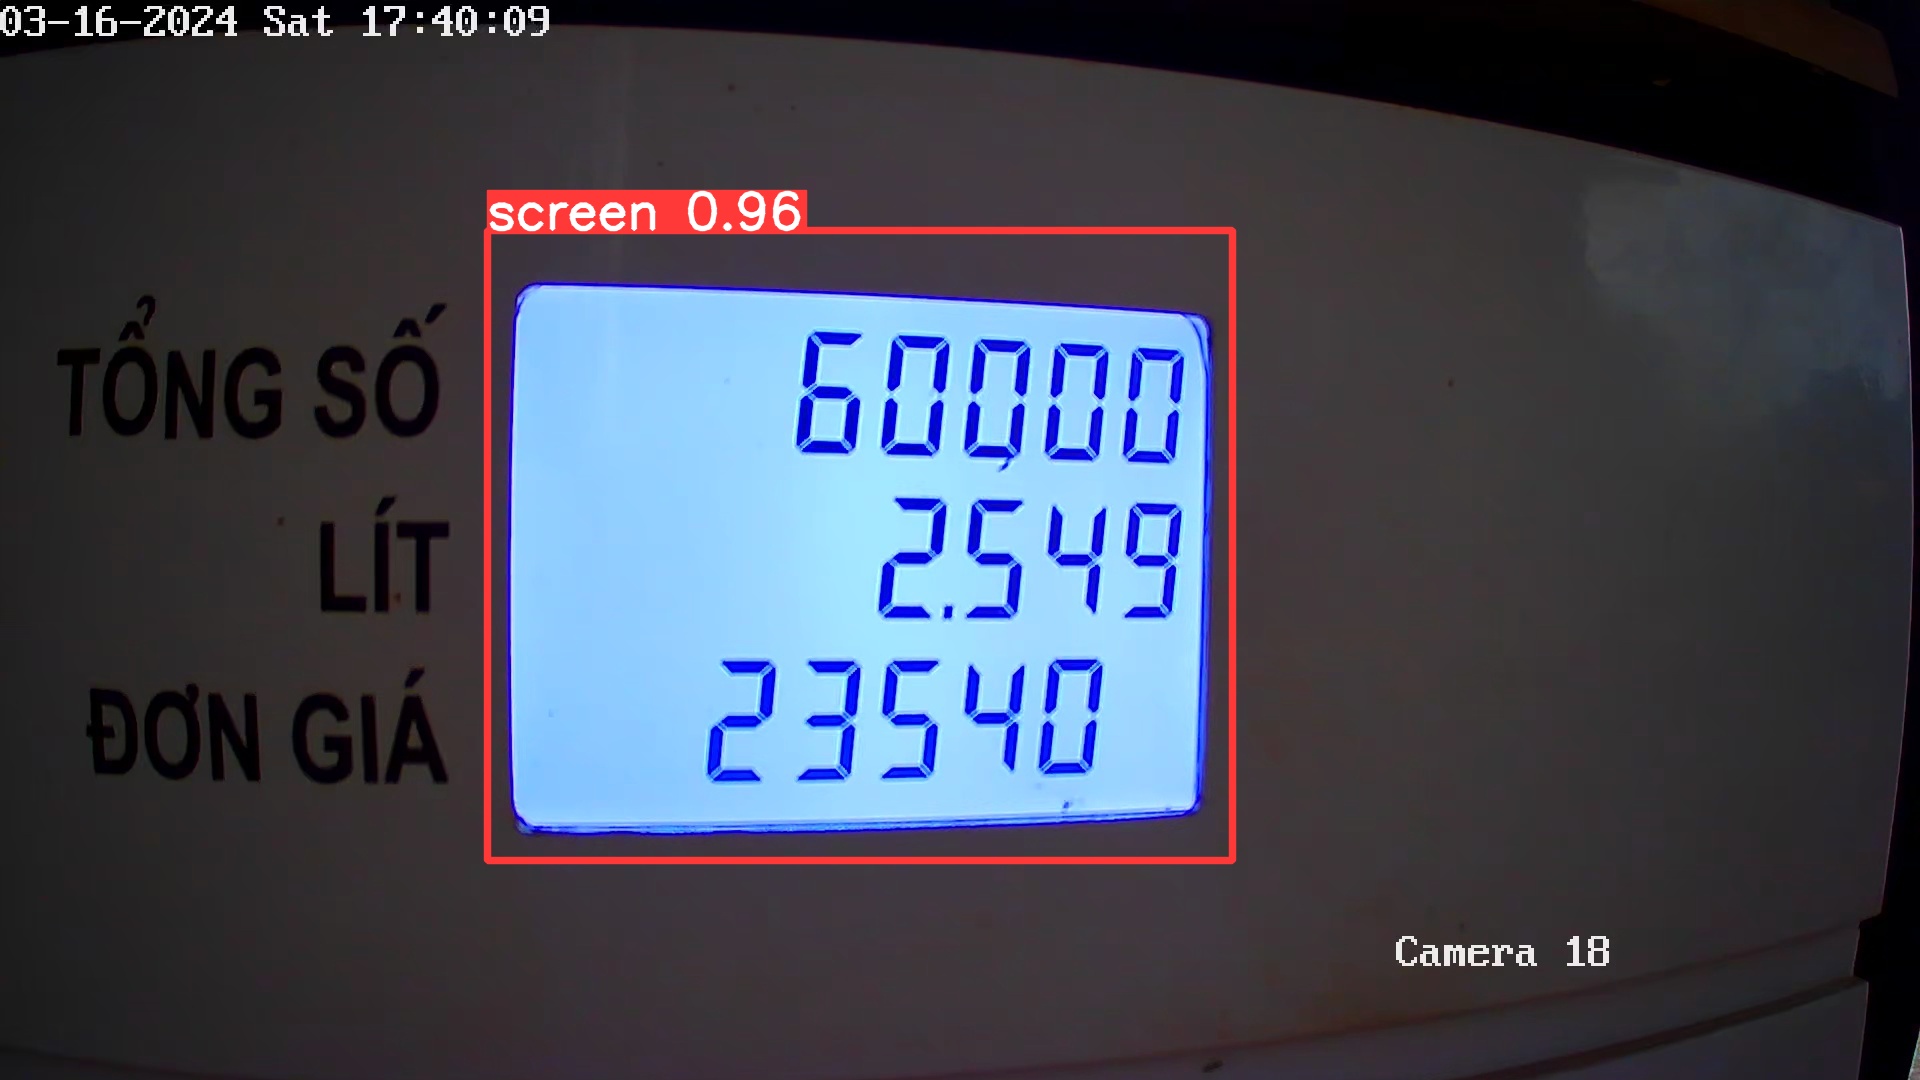 03-16-2024 Sat 17:40:09
screen 0.96
TỔNG SỐ 60000
LÍT 2.549
ĐƠN GIÁ 23540
Camera 18